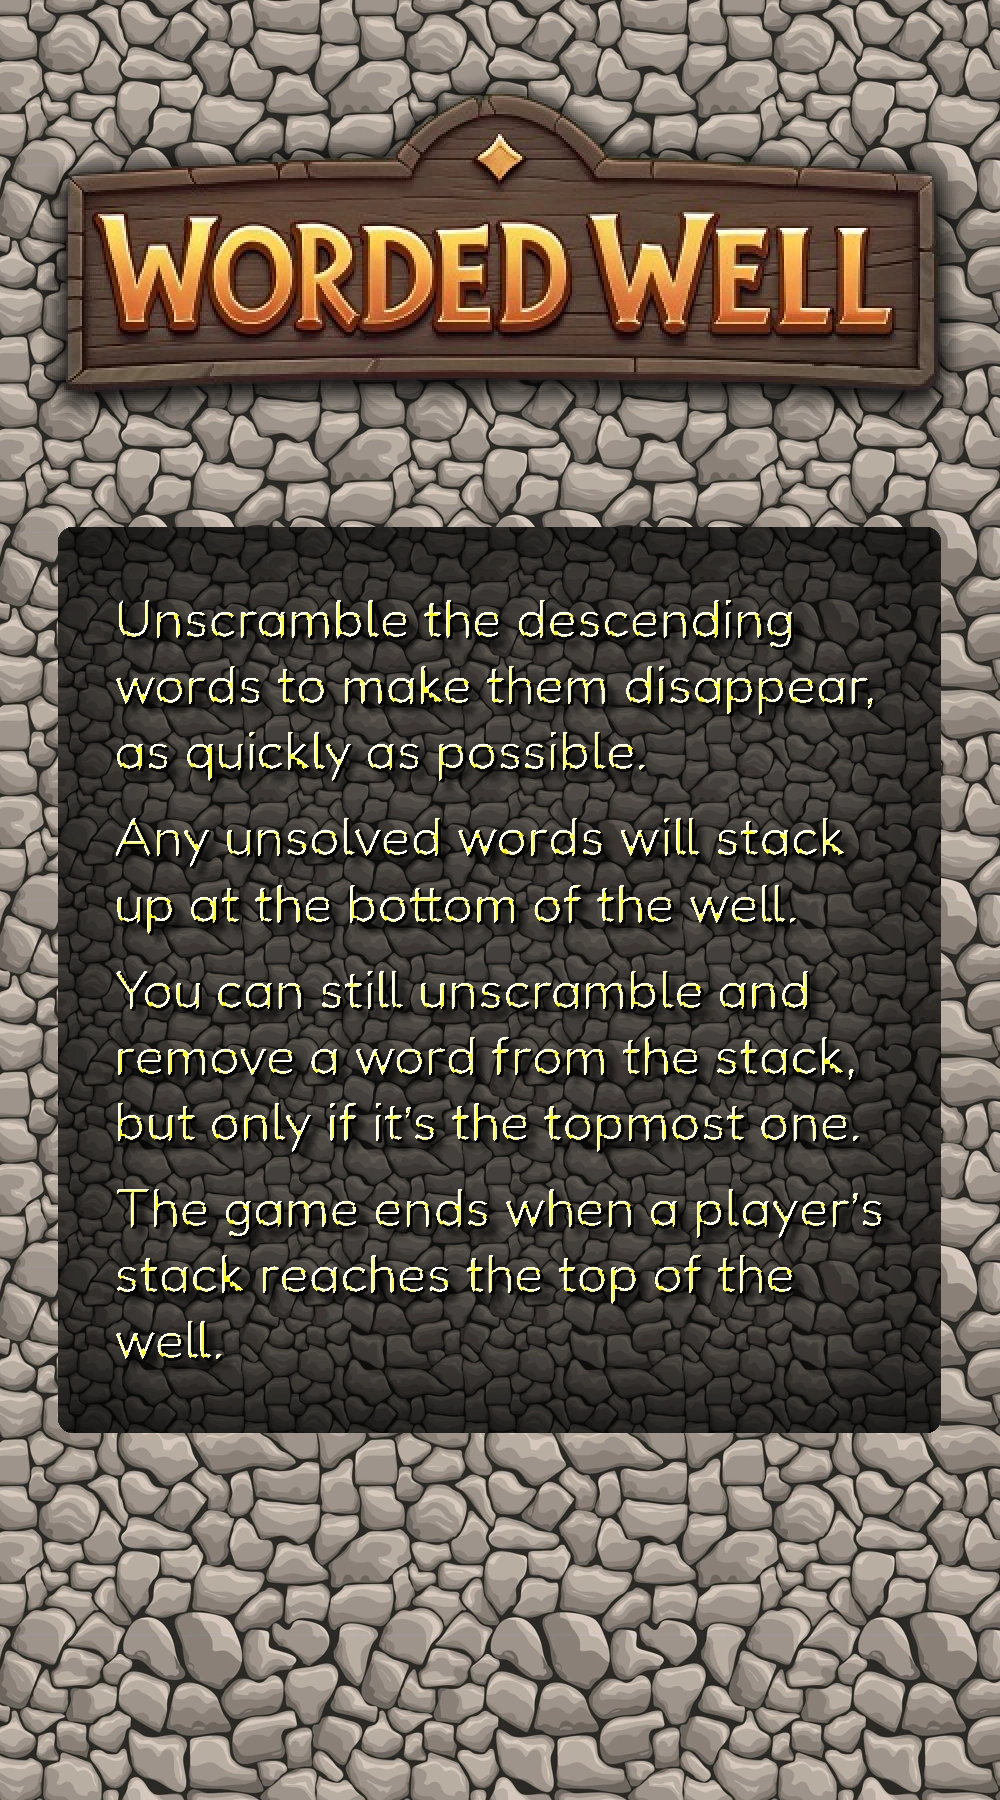 WORDED WELL
Unscramble the descending
words to make them disappear,
as quickly as possible.
Any unsolved words will stack
up at the bottom of the well.
You can still unscramble and
remove a word from the stack,
but only if it’s the topmost one.
The game ends when a player’s
stack reaches the top of the
well.